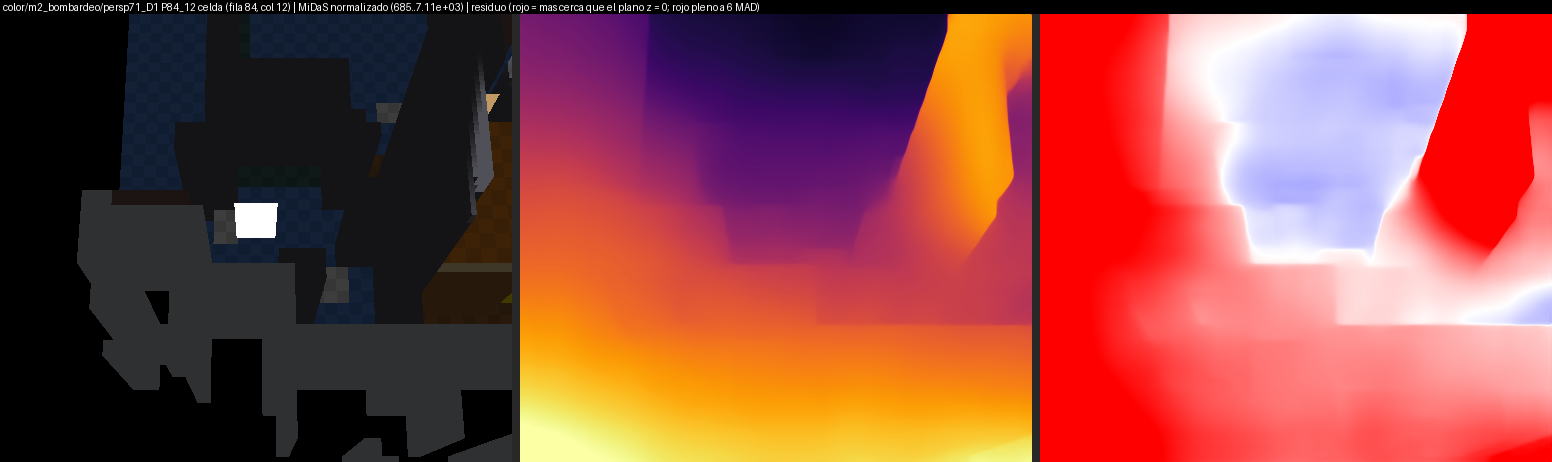 color/m2_bombardeo/persp71_D1 P84_12 celda (fila 84, col 12) | MiDaS normalizado (685..7.11e+03) | residuo (rojo = mas cerca que el plano z = 0; rojo pleno a 6 MAD)